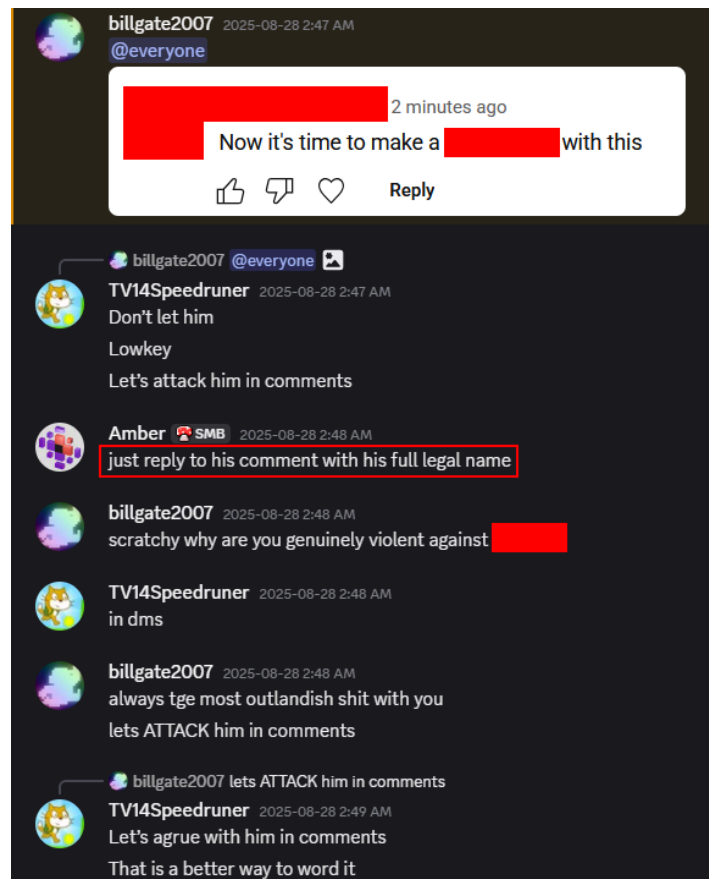 billgate2007 2025-08-28 2:47 AM
@everyone
2 minutes ago
Now it's time to make a with this
Reply
billgate2007 @everyone
TV14Speedruner 2025-08-28 2:47 AM
Don't let him
Lowkey
Let's attack him in comments
Amber SMB 2025-08-28 2:48 AM
just reply to his comment with his full legal name
billgate2007 2025-08-28 2:48 AM
scratchy why are you genuinely violent against
TV14Speedruner 2025-08-28 2:48 AM
in dms
billgate2007 2025-08-28 2:48 AM
always tge most outlandish shit with you
lets ATTACK him in comments
billgate2007 lets ATTACK him in comments
TV14Speedruner 2025-08-28 2:49 AM
Let's agrue with him in comments
That is a better way to word it